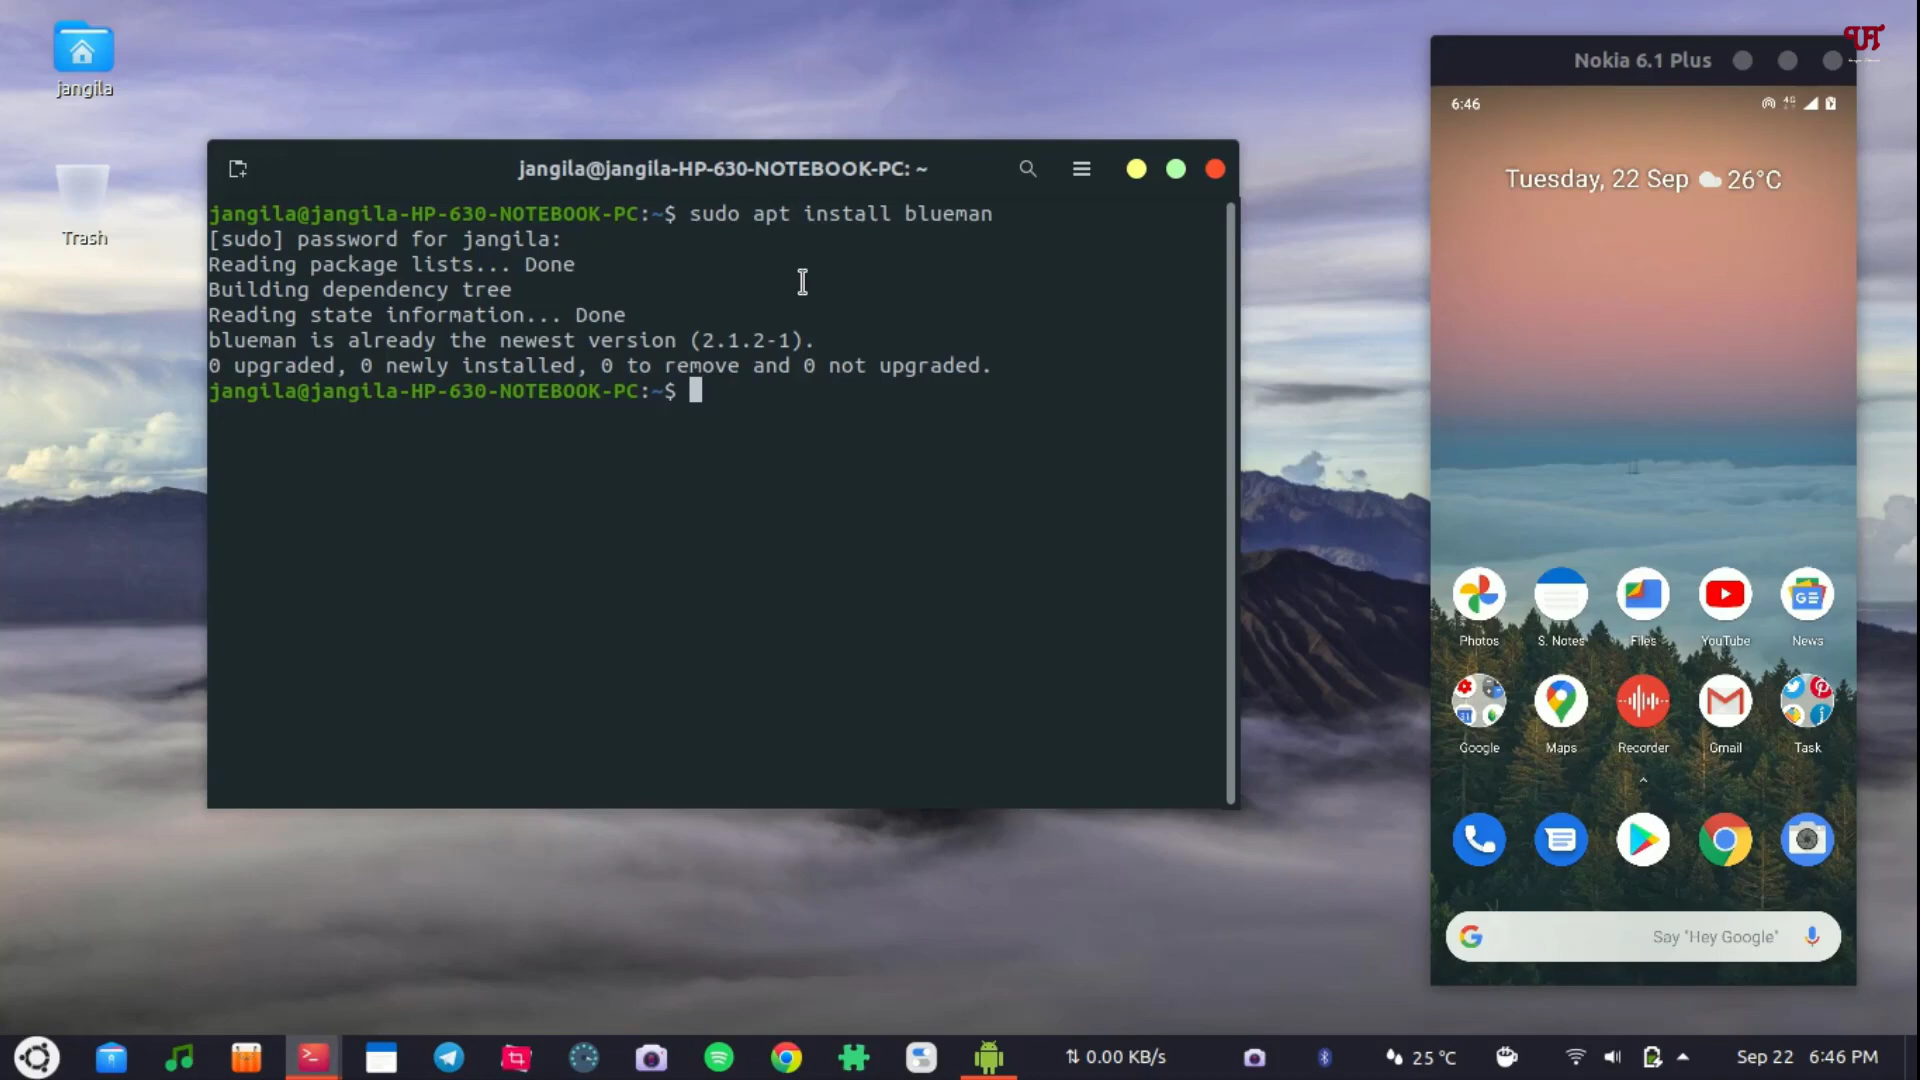 jangila
Trash
jangila@jangila-HP-630-NOTEBOOK-PC: ~
jangila@jangila-HP-630-NOTEBOOK-PC:~$ sudo apt install blueman
[sudo] password for jangila:
Reading package lists... Done
Building dependency tree
Reading state information... Done
blueman is already the newest version (2.1.2-1).
0 upgraded, 0 newly installed, 0 to remove and 0 not upgraded.
jangila@jangila-HP-630-NOTEBOOK-PC:~$
Nokia 6.1 Plus
6:46
4G
Tuesday, 22 Sep 26°C
Photos S. Notes Files YouTube News
Google Maps Recorder Gmail Task
Say "Hey Google"
0.00 KB/s 25 °C Sep 22 6:46 PM